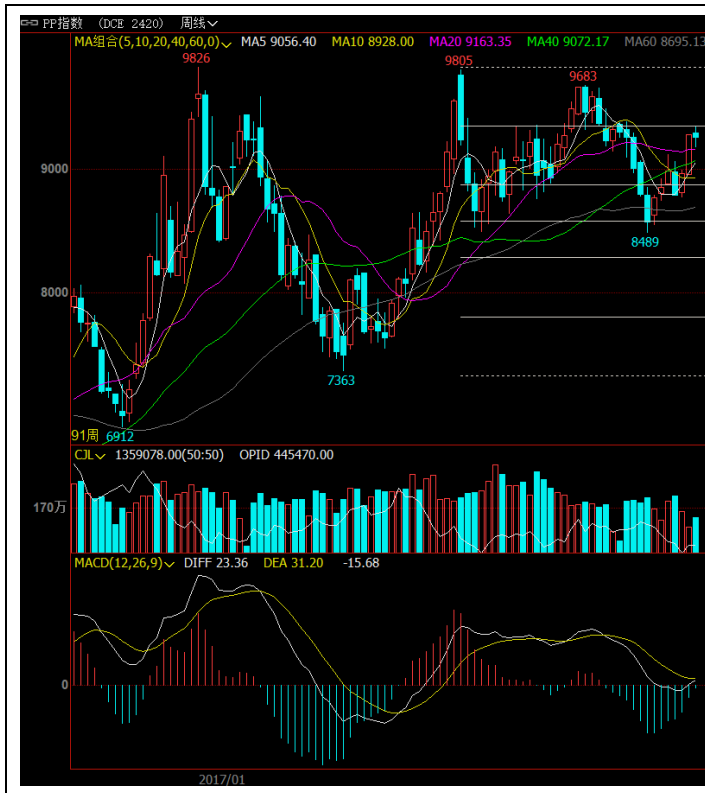 PP指数 (DCE 2420) 周线
MA组合(5,10,20,40,60,0) MA5 9056.40 MA10 8928.00 MA20 9163.35 MA40 9072.17 MA60 8695.13
9826
9805
9683
9000
8489
8000
7363
91周 6912
CJL 1359078.00(50:50) OPID 445470.00
170万
MACD(12,26,9) DIFF 23.36 DEA 31.20 -15.68
0
2017/01